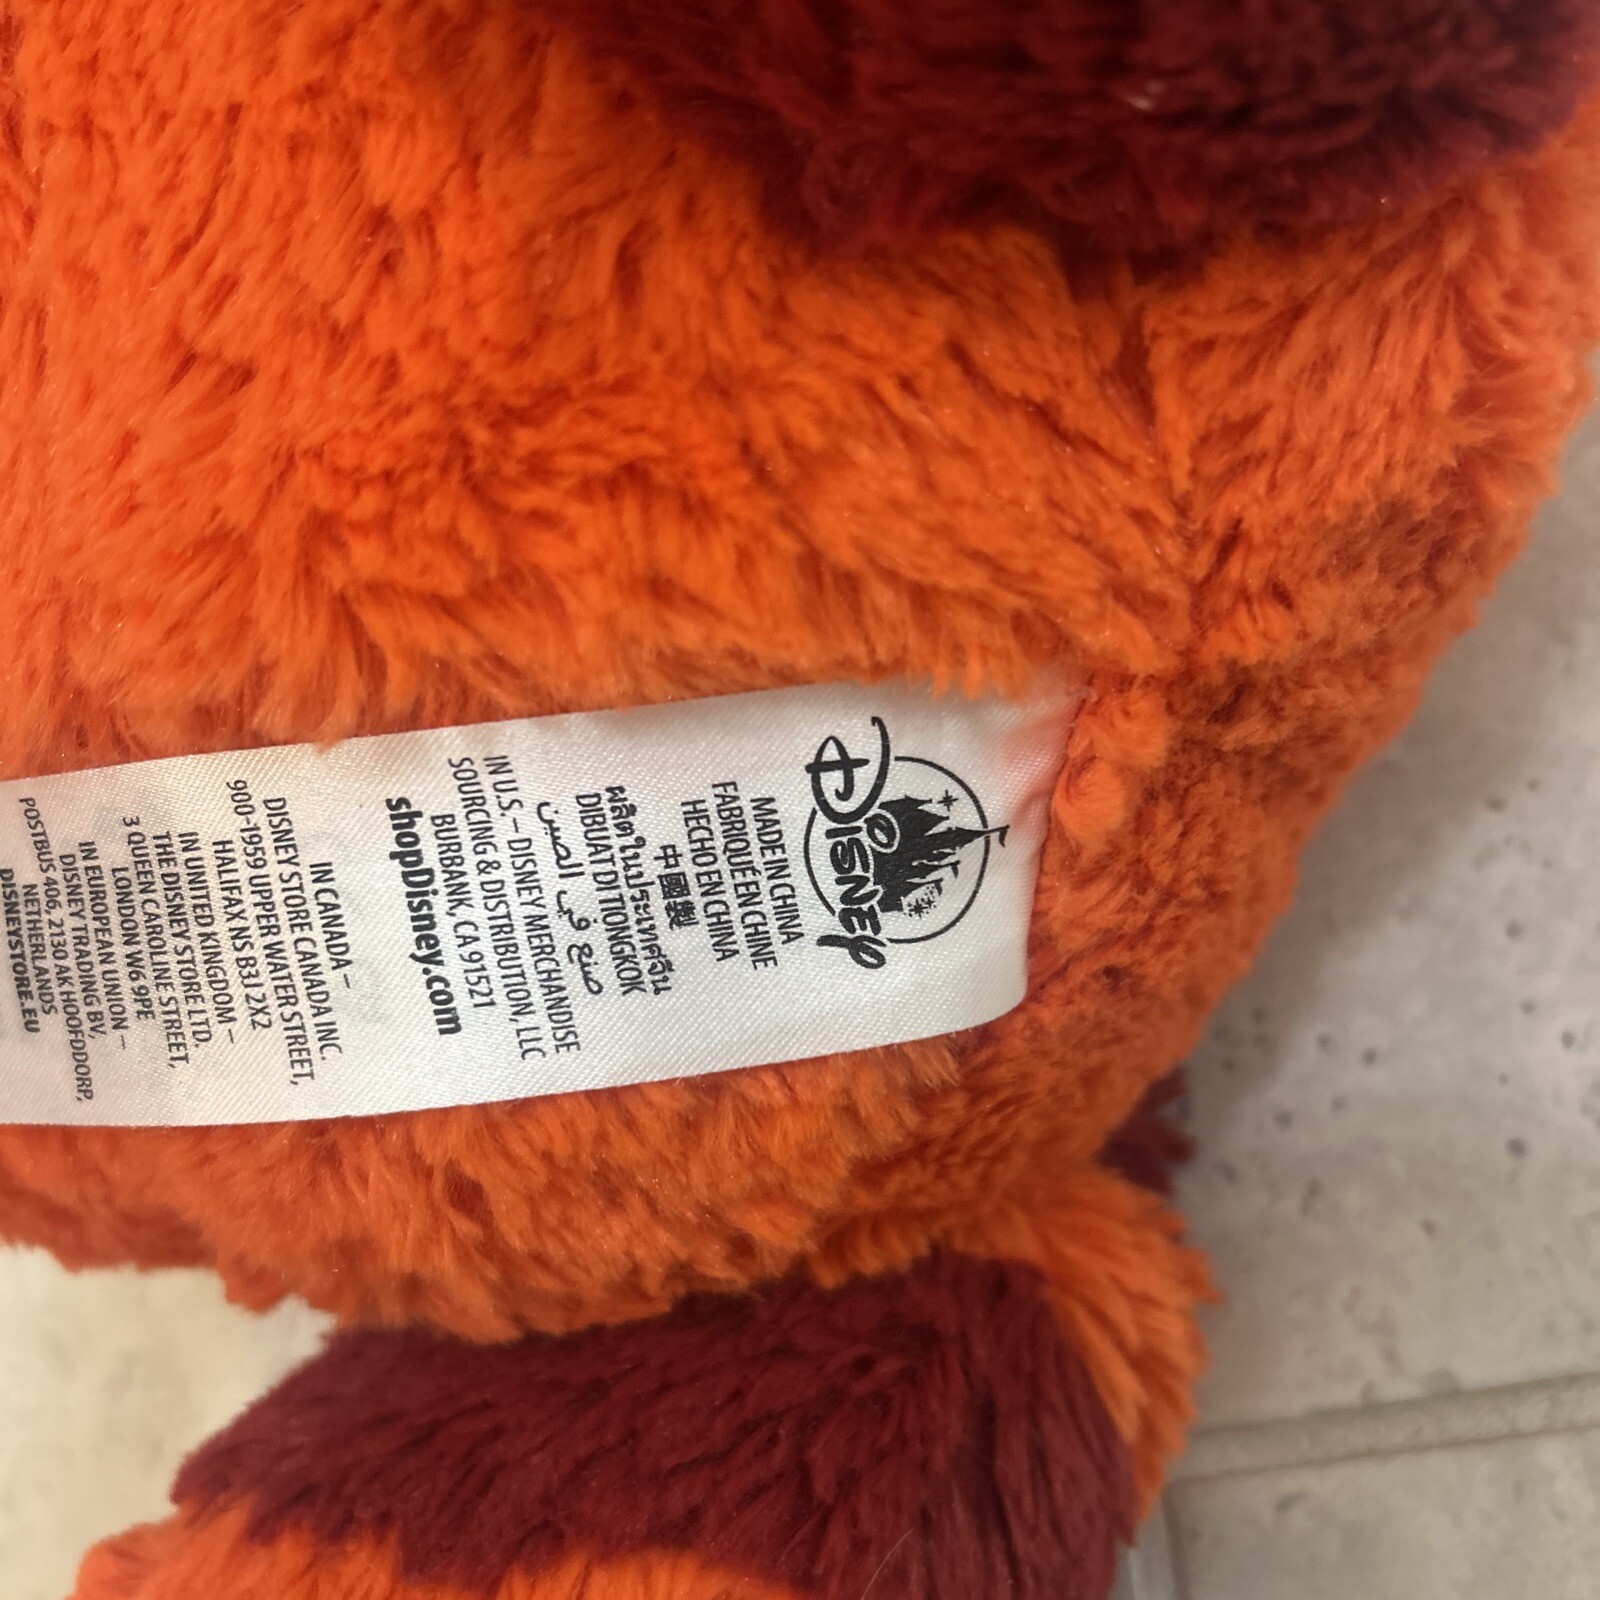 Disney
MADE IN CHINA
FABRIQUÉ EN CHINE
HECHO EN CHINA
中國製
ผลิตในประเทศจีน
DIBUAT DI TIONGKOK
صنع في الصين
IN U.S. – DISNEY MERCHANDISE
SOURCING & DISTRIBUTION, LLC
BURBANK, CA 91521
shopDisney.com
IN CANADA –
DISNEY STORE CANADA INC.
900-1959 UPPER WATER STREET,
HALIFAX NS B3J 2X2
IN UNITED KINGDOM –
THE DISNEY STORE LTD.
3 QUEEN CAROLINE STREET,
LONDON W6 9PE
IN EUROPEAN UNION –
DISNEY TRADING BV,
POSTBUS 406, 2130 AK HOOFDDORP,
NETHERLANDS
DISNEYSTORE.EU